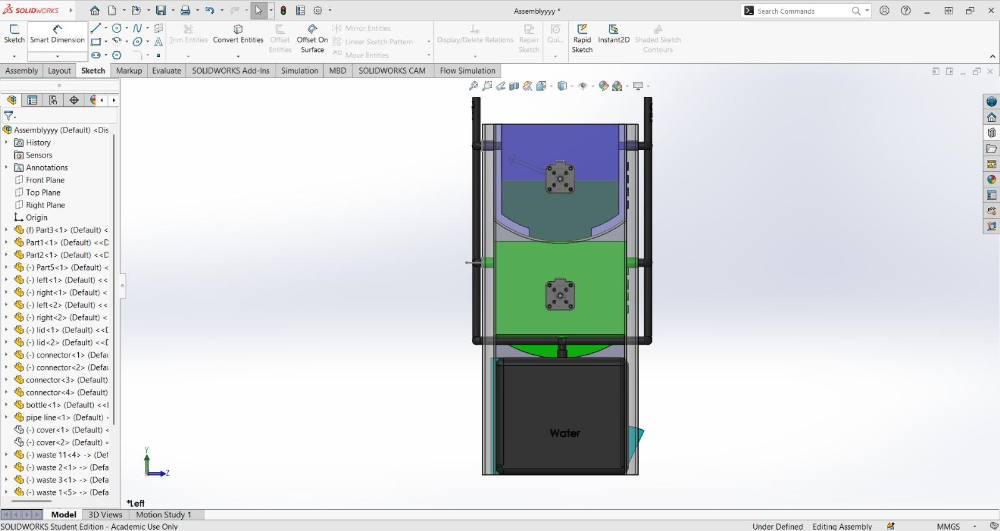 SOLIDWORKS
Assemblyyyy *
Search Commands
Sketch
Smart Dimension
Trim Entities
Convert Entities
Offset Entities
Offset On Surface
Mirror Entities
Linear Sketch Pattern
Move Entities
Display/Delete Relations
Repair Sketch
Qui...
Rapid Sketch
Instant2D
Shaded Sketch Contours
Assembly
Layout
Sketch
Markup
Evaluate
SOLIDWORKS Add-Ins
Simulation
MBD
SOLIDWORKS CAM
Flow Simulation
Assemblyyyy (Default) <Dis
History
Sensors
Annotations
Front Plane
Top Plane
Right Plane
Origin
(f) Part3<1> (Default) <
Part1<1> (Default) <<D
Part2<1> (Default) <<D
(-) Part5<1> (Default) <
(-) left<1> (Default) <<
(-) right<1> (Default) <
(-) left<2> (Default) <<
(-) right<2> (Default) <
(-) lid<1> (Default) <<D
(-) lid<2> (Default) <<D
(-) connector<1> (Defau
(-) connector<2> (Defau
connector<3> (Default)
connector<4> (Default)
bottle<1> (Default) <<
pipe line<1> (Default)
(-) cover<1> (Default) <
(-) cover<2> (Default) <
(-) waste 11<4> -> (Def
(-) waste 2<1> -> (Defa
(-) waste 3<1> -> (Defa
(-) waste 1<5> -> (Defa
Water
Y
Z
*Left
Model
3D Views
Motion Study 1
SOLIDWORKS Student Edition - Academic Use Only
Under Defined
Editing Assembly
MMGS